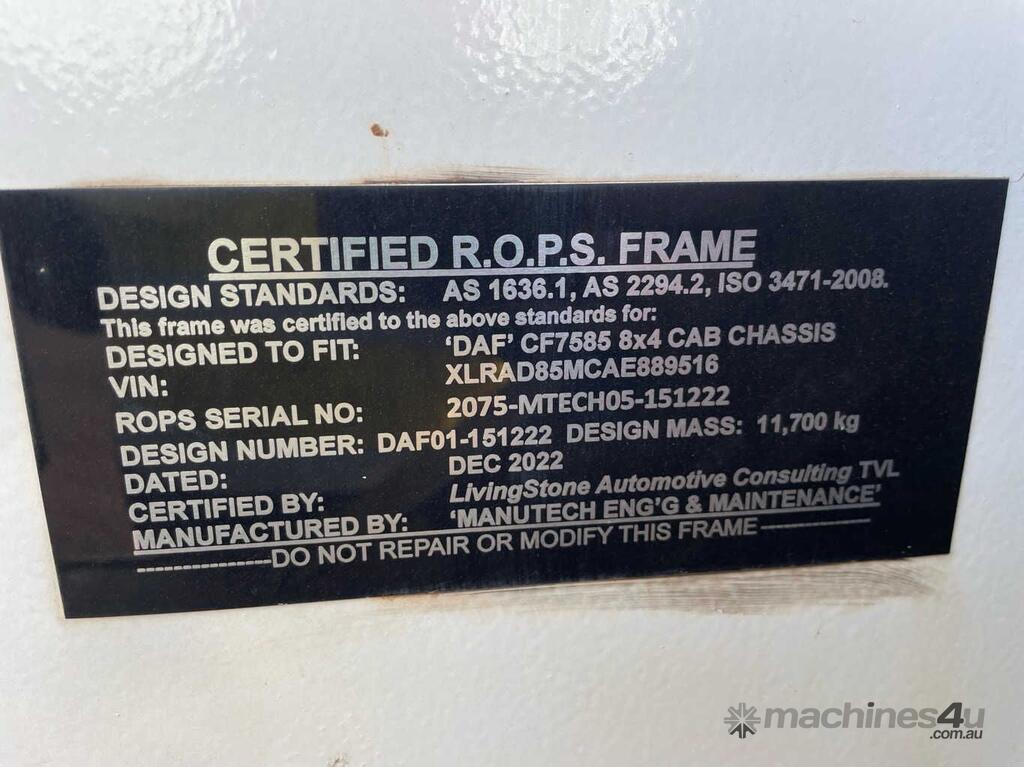 CERTIFIED R.O.P.S. FRAME
DESIGN STANDARDS: AS 1636.1, AS 2294.2, ISO 3471-2008.
This frame was certified to the above standards for:
DESIGNED TO FIT: 'DAF' CF7585 8x4 CAB CHASSIS
VIN: XLRAD85MCAE889516
ROPS SERIAL NO: 2075-MTECH05-151222
DESIGN NUMBER: DAF01-151222 DESIGN MASS: 11,700 kg
DATED: DEC 2022
CERTIFIED BY: LivingStone Automotive Consulting TVL
MANUFACTURED BY: 'MANUTECH ENG'G & MAINTENANCE'
---------------DO NOT REPAIR OR MODIFY THIS FRAME---------------
machines4u
.com.au